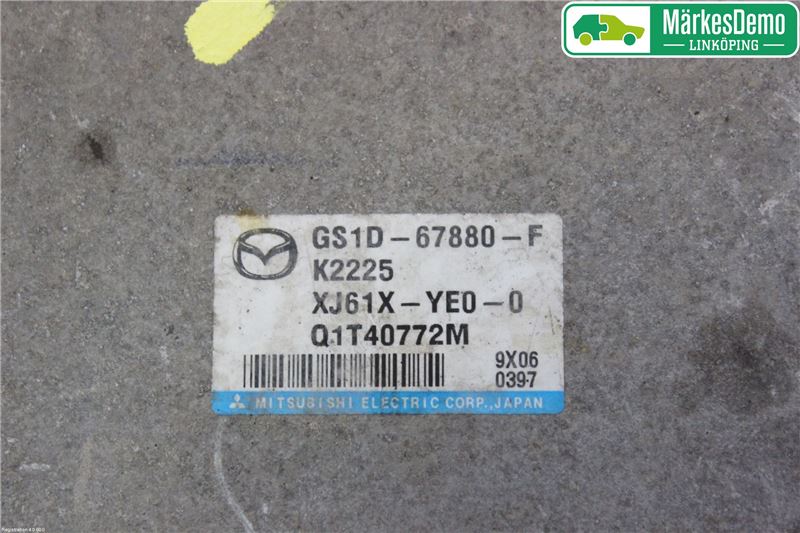 MärkesDemo
LINKÖPING
GS1D-67880-F
K2225
XJ61X-YE0-0
Q1T40772M
9X06
0397
MITSUBISHI ELECTRIC CORP., JAPAN